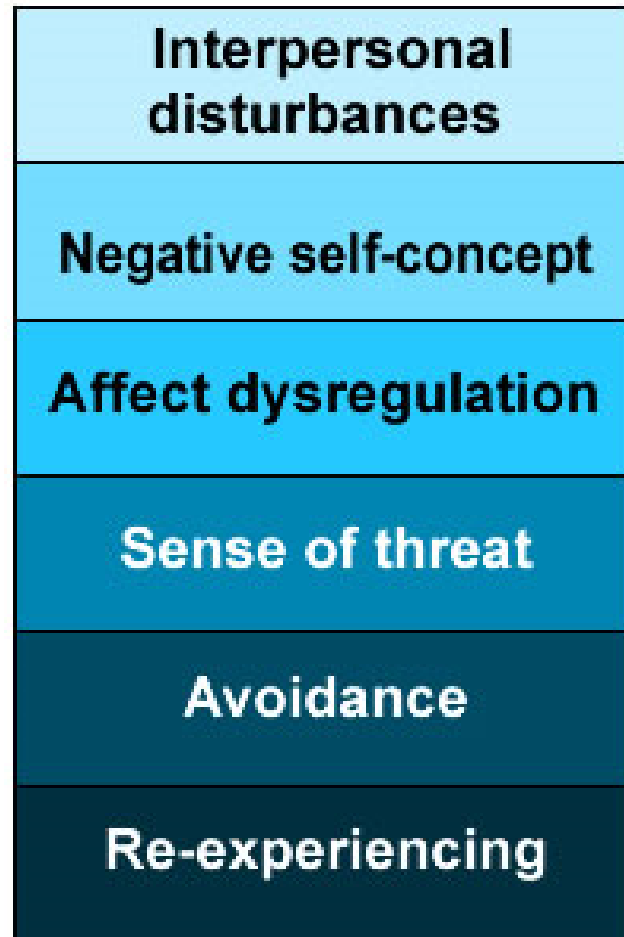 Interpersonal
disturbances
Negative self-concept
Affect dysregulation
Sense of threat
Avoidance
Re-experiencing